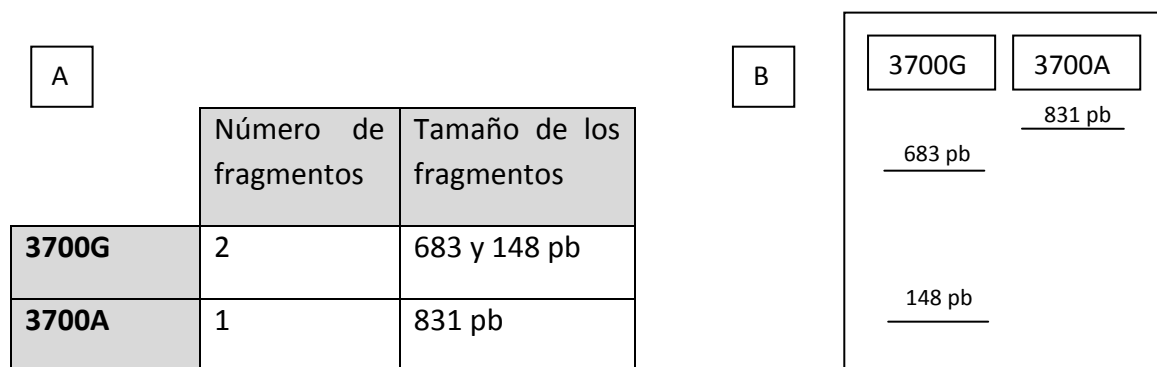 A
Número de fragmentos
Tamaño de los fragmentos
3700G
2
683 y 148 pb
3700A
1
831 pb
B
3700G
3700A
831 pb
683 pb
148 pb